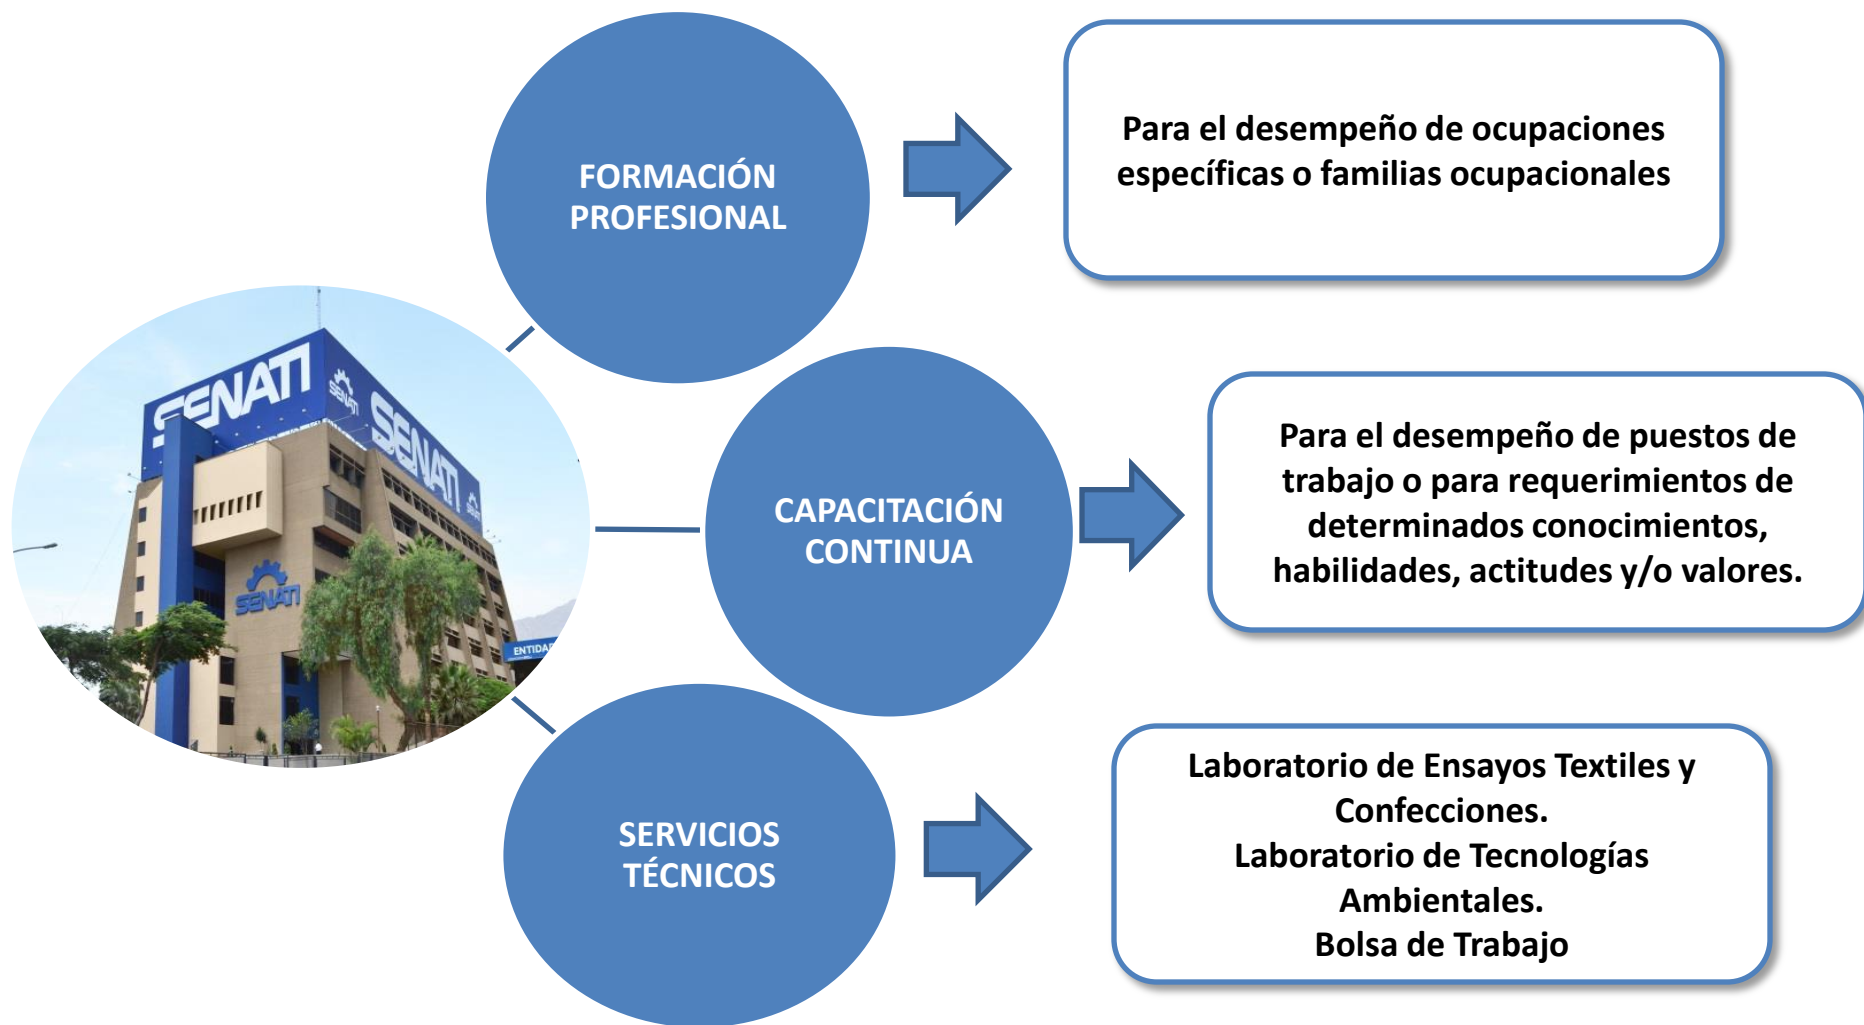 FORMACIÓN
PROFESIONAL
Para el desempeño de ocupaciones
específicas o familias ocupacionales
SENATI
SENATI
SENATI
SENATI
ENTIDA
CAPACITACIÓN
CONTINUA
Para el desempeño de puestos de
trabajo o para requerimientos de
determinados conocimientos,
habilidades, actitudes y/o valores.
SERVICIOS
TÉCNICOS
Laboratorio de Ensayos Textiles y
Confecciones.
Laboratorio de Tecnologías
Ambientales.
Bolsa de Trabajo